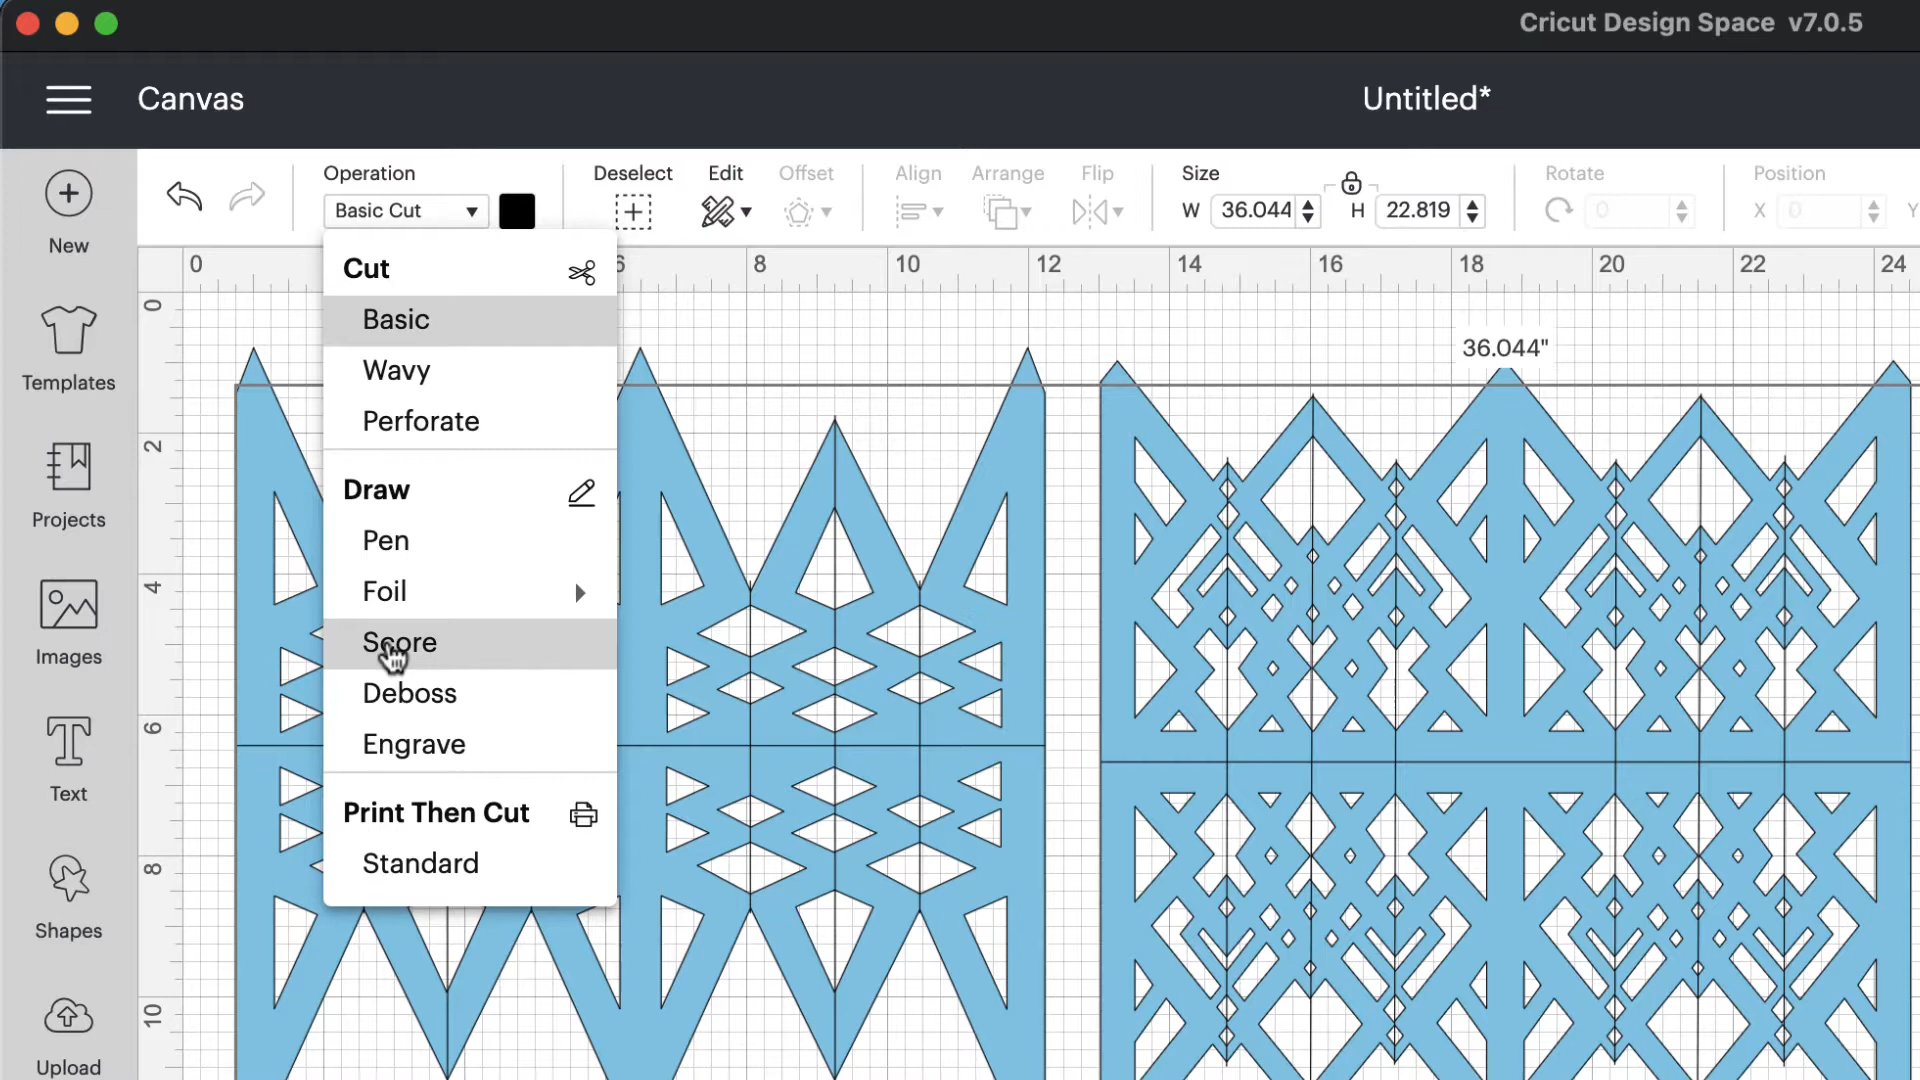 Cricut Design Space v7.0.5
Canvas
Untitled*
Operation
Deselect
Edit
Offset
Align
Arrange
Flip
Size
Rotate
Position
Basic Cut
W
36.044
H
22.819
0
X
0
Y
New
Templates
Projects
Images
Text
Shapes
Upload
Cut
Basic
Wavy
Perforate
Draw
Pen
Foil
Score
Deboss
Engrave
Print Then Cut
Standard
0
6
8
10
12
14
16
18
20
22
24
0
2
4
6
8
10
36.044"